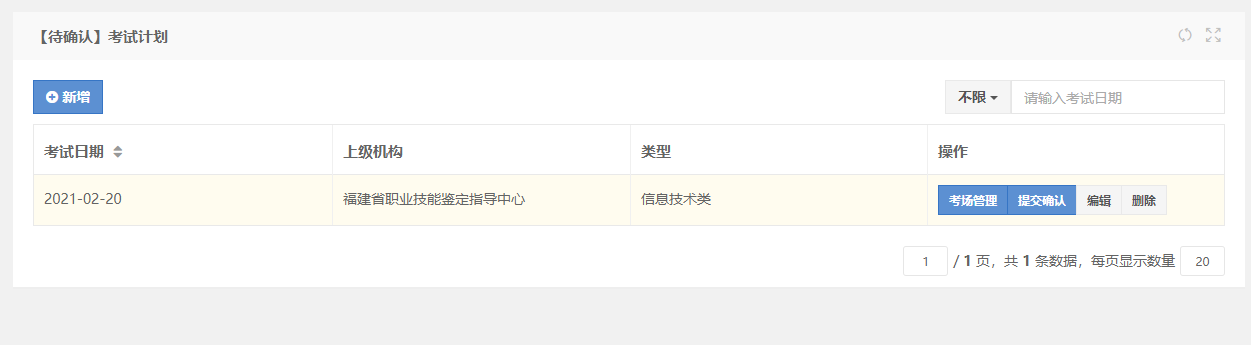 【待确认】考试计划
新增
不限 请输入考试日期
考试日期 上级机构 类型 操作
2021-02-20 福建省职业技能鉴定指导中心 信息技术类 考场管理 提交确认 编辑 删除
1 / 1 页，共 1 条数据，每页显示数量 20